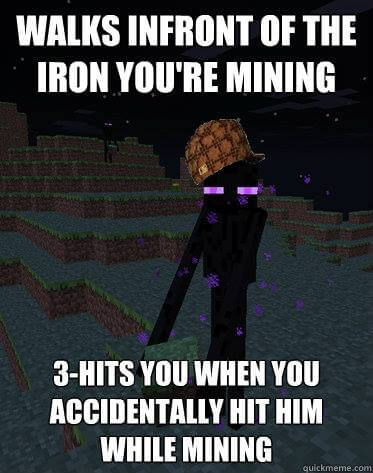 WALKS INFRONT OF THE
IRON YOU'RE MINING
3-HITS YOU WHEN YOU
ACCIDENTALLY HIT HIM
WHILE MINING
quickmeme.com